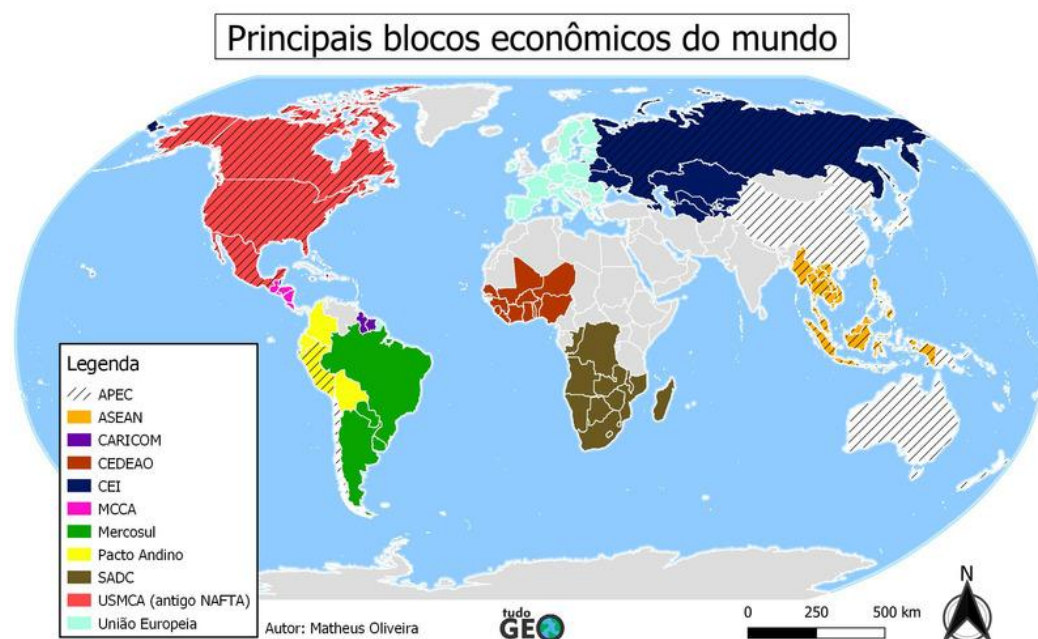 Principais blocos econômicos do mundo
Legenda
APEC
ASEAN
CARICOM
CEDEAO
CEI
MCCA
Mercosul
Pacto Andino
SADC
USMCA (antigo NAFTA)
União Europeia
Autor: Matheus Oliveira
tudo
GEO
0 250 500 km
N